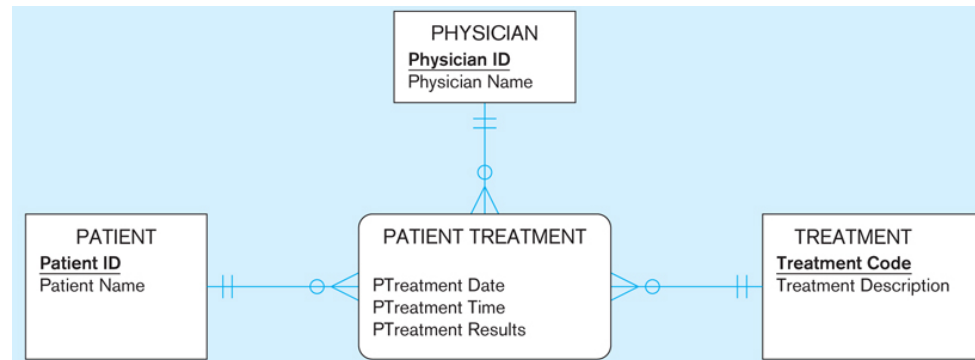 PHYSICIAN
Physician ID
Physician Name
PATIENT
Patient ID
Patient Name
PATIENT TREATMENT
PTreatment Date
PTreatment Time
PTreatment Results
TREATMENT
Treatment Code
Treatment Description